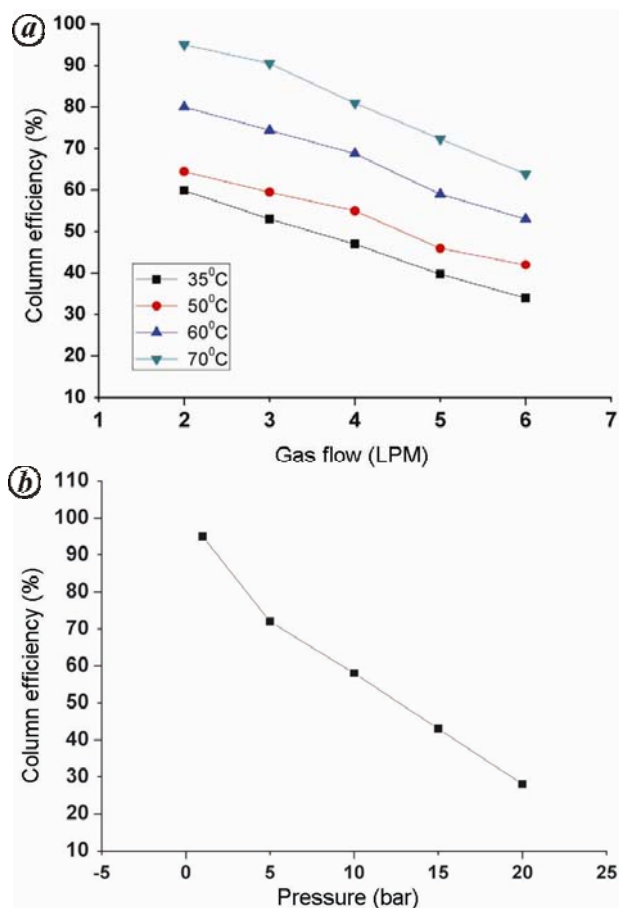 a
100
90
80
70
60
50
40
30
20
10
Column efficiency (%)
35⁰C
50⁰C
60⁰C
70⁰C
1 2 3 4 5 6 7
Gas flow (LPM)
b
110
100
90
80
70
60
50
40
30
20
10
Column efficiency (%)
-5 0 5 10 15 20 25
Pressure (bar)